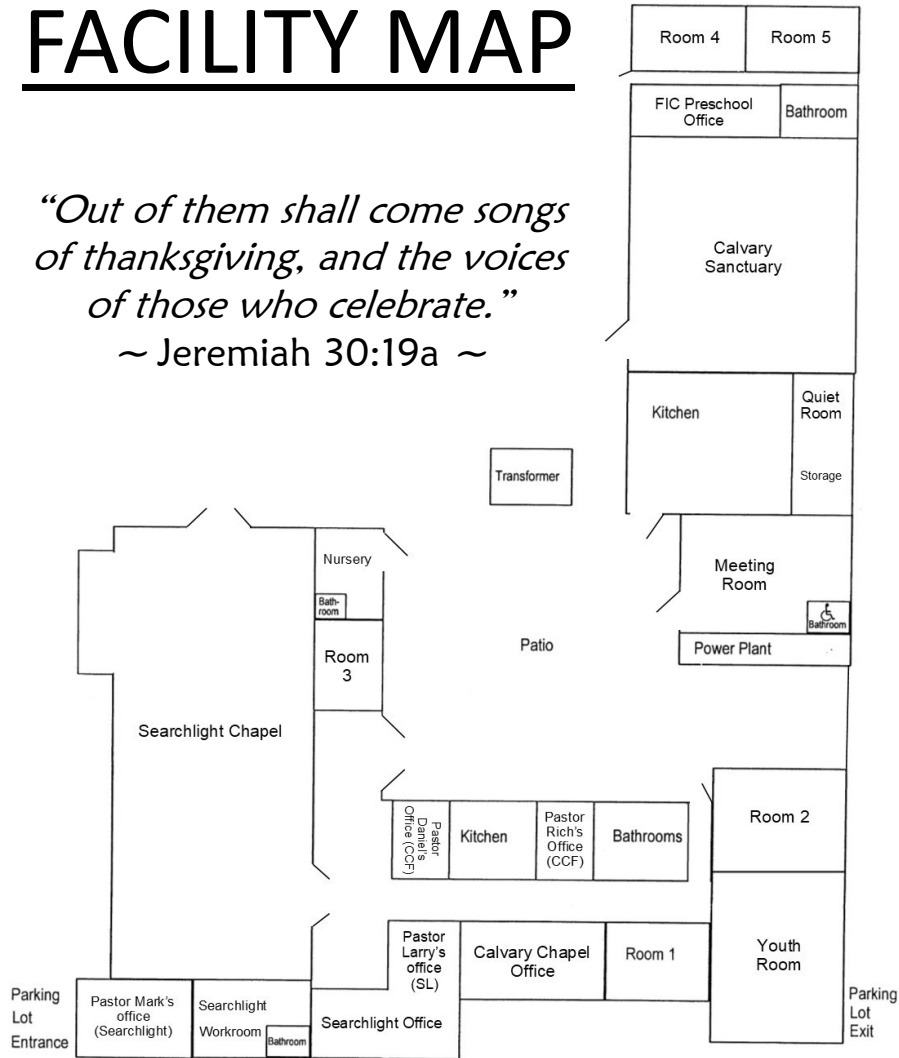 FACILITY MAP
“Out of them shall come songs
of thanksgiving, and the voices
of those who celebrate.”
~ Jeremiah 30:19a ~
Room 4
Room 5
FIC Preschool
Office
Bathroom
Calvary
Sanctuary
Kitchen
Quiet
Room
Storage
Transformer
Nursery
Bath-
room
Room
3
Meeting
Room
Bathroom
Power Plant
Patio
Searchlight Chapel
Pastor
Daniel's
Office (CCF)
Kitchen
Pastor
Rich's
Office
(CCF)
Bathrooms
Room 2
Pastor
Larry's
office
(SL)
Calvary Chapel
Office
Room 1
Youth
Room
Parking
Lot
Entrance
Pastor Mark's
office
(Searchlight)
Searchlight
Workroom
Bathroom
Searchlight Office
Parking
Lot
Exit